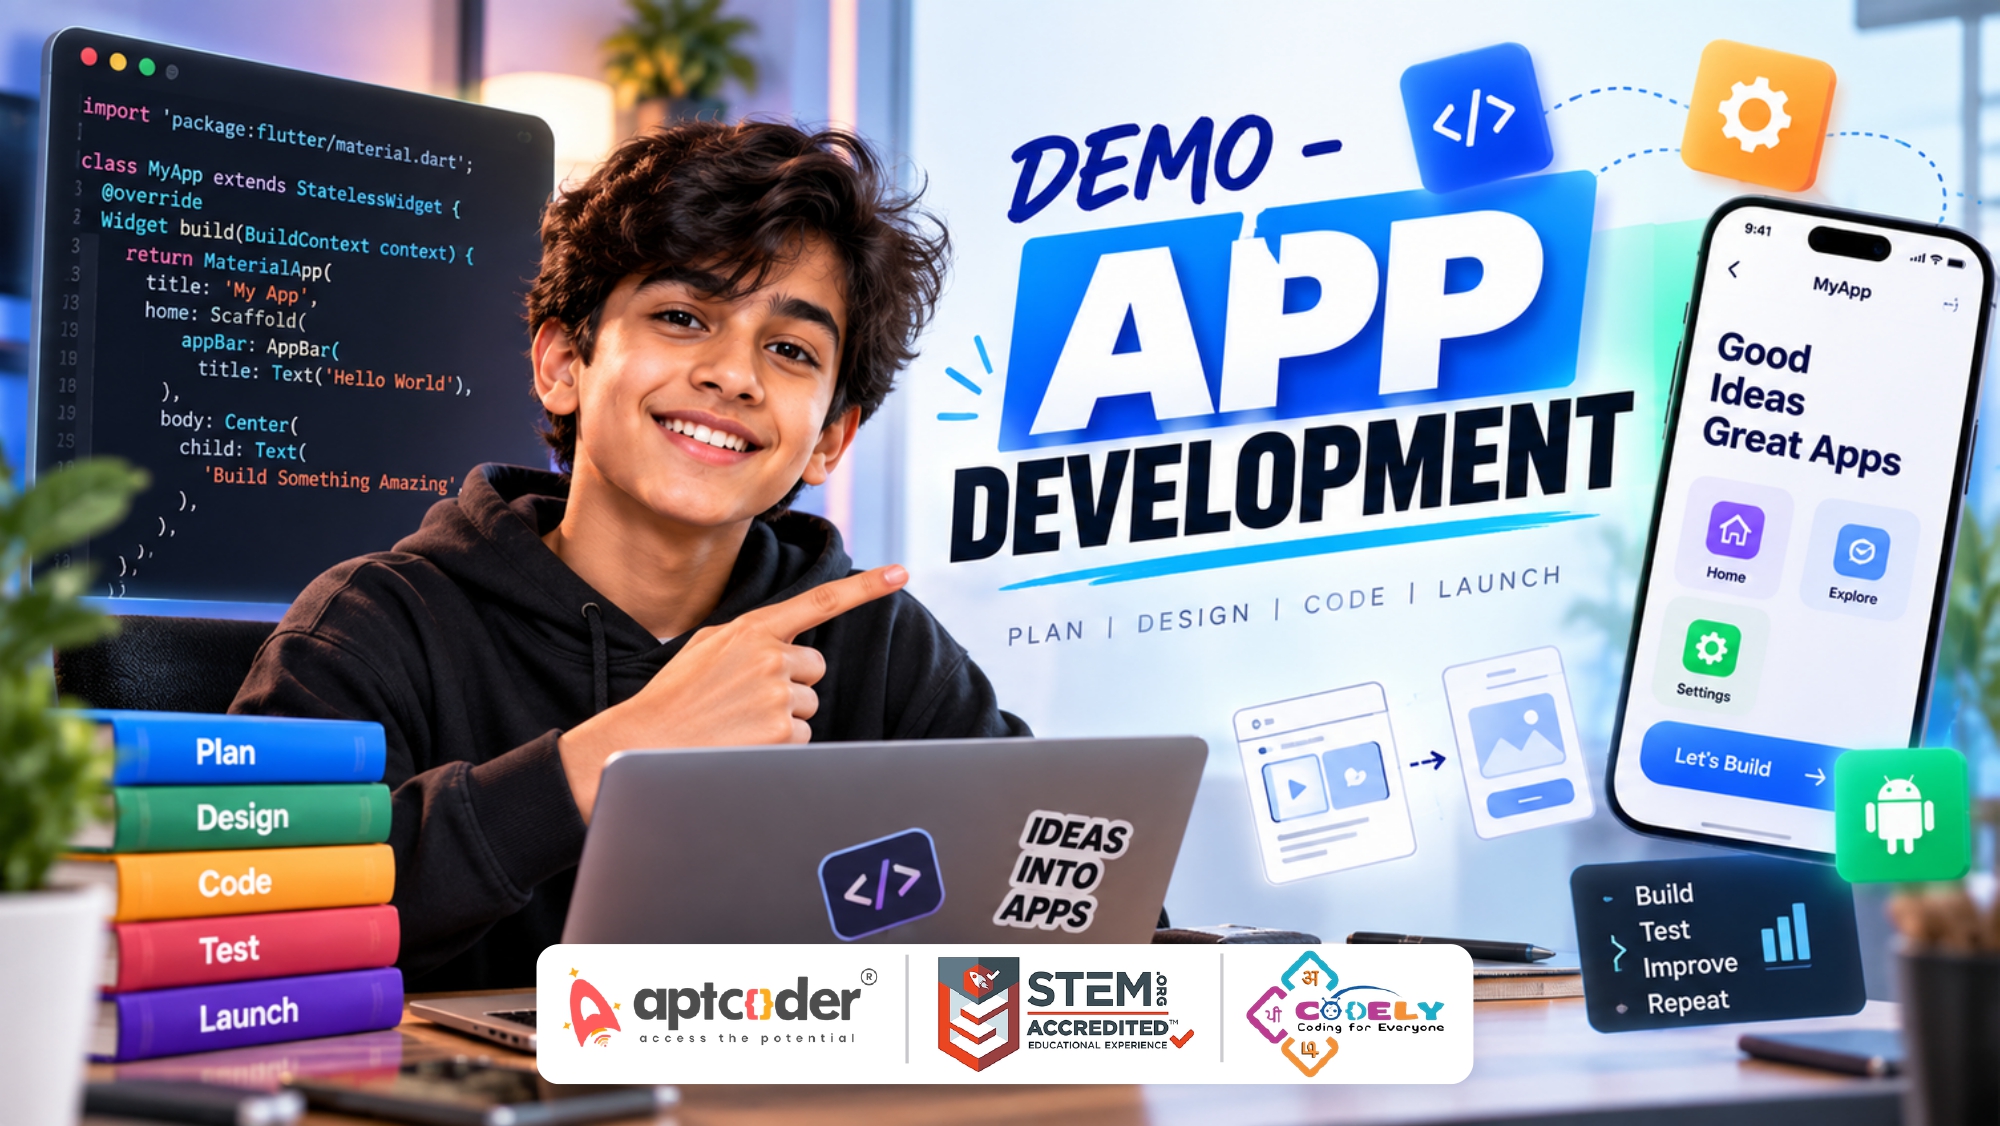 import 'package:flutter/material.dart';
class MyApp extends StatelessWidget {
@override
Widget build(BuildContext context) {
return MaterialApp(
title: 'My App',
home: Scaffold(
appBar: AppBar(
title: Text('Hello World'),
),
body: Center(
child: Text(
'Build Something Amazing',
),
),
),
DEMO -
APP
DEVELOPMENT
PLAN | DESIGN | CODE | LAUNCH
</>
9:41
MyApp
Good
Ideas
Great Apps
Home
Explore
Settings
Let's Build →
Plan
Design
Code
Test
Launch
</>
IDEAS
INTO
APPS
Build
Test
Improve
Repeat
aptcoder®
access the potential
STEM.ORG
ACCREDITED™
EDUCATIONAL EXPERIENCE
अ
CODELY
Coding for Everyone